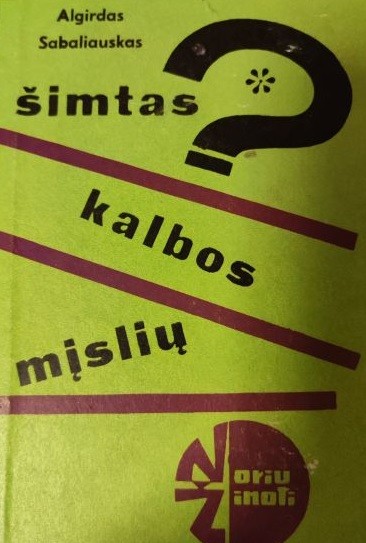 Algirdas
Sabaliauskas
šimtas
kalbos
mįslių
Noriu
Žinoti